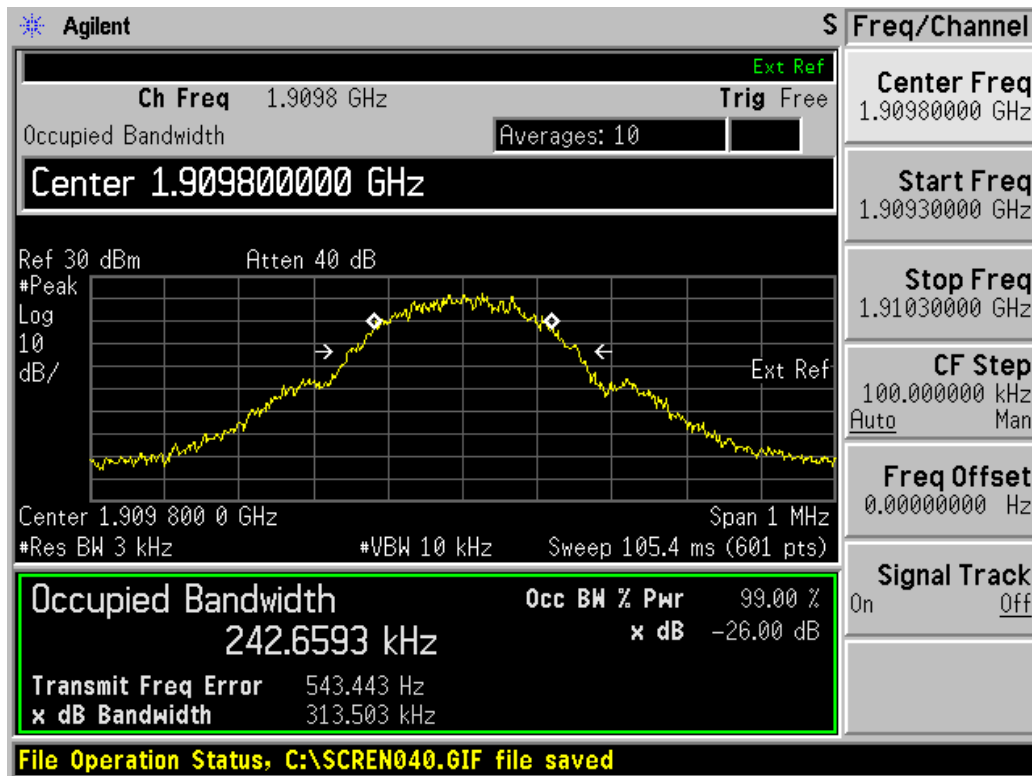 Agilent S Freq/Channel
Ext Ref
Ch Freq 1.9098 GHz Trig Free
Occupied Bandwidth Averages: 10
Center 1.909800000 GHz
Ref 30 dBm Atten 40 dB
#Peak
Log
10
dB/
Ext Ref
Center 1.909 800 0 GHz Span 1 MHz
#Res BW 3 kHz #VBW 10 kHz Sweep 105.4 ms (601 pts)
Occupied Bandwidth
242.6593 kHz
Occ BW % Pwr 99.00 %
x dB -26.00 dB
Transmit Freq Error 543.443 Hz
x dB Bandwidth 313.503 kHz
Center Freq
1.90980000 GHz
Start Freq
1.90930000 GHz
Stop Freq
1.91030000 GHz
CF Step
100.000000 kHz
Auto Man
Freq Offset
0.00000000 Hz
Signal Track
On Off
File Operation Status, C:\SCREN040.GIF file saved